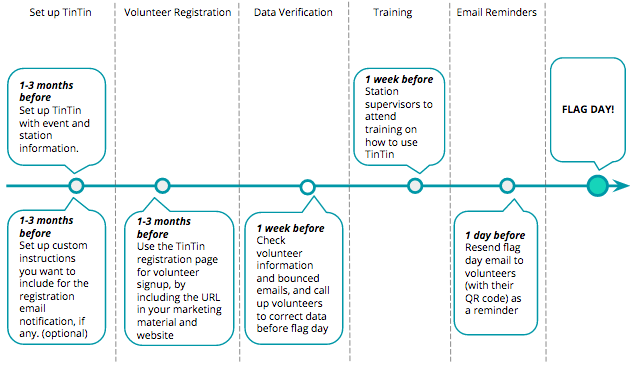 Set up TinTin
Volunteer Registration
Data Verification
Training
Email Reminders
1-3 months
before
Set up TinTin
with event and
station
information.
1 week before
Station
supervisors to
attend
training on
how to use
TinTin
FLAG DAY!
1-3 months
before
Set up custom
instructions
you want to
include for the
registration
email
notification, if
any. (optional)
1-3 months
before
Use the TinTin
registration page
for volunteer
signup, by
including the URL
in your marketing
material and
website
1 week before
Check
volunteer
information
and bounced
emails, and call
up volunteers
to correct data
before flag day
1 day before
Resend flag
day email to
volunteers
(with their
QR code) as
a reminder